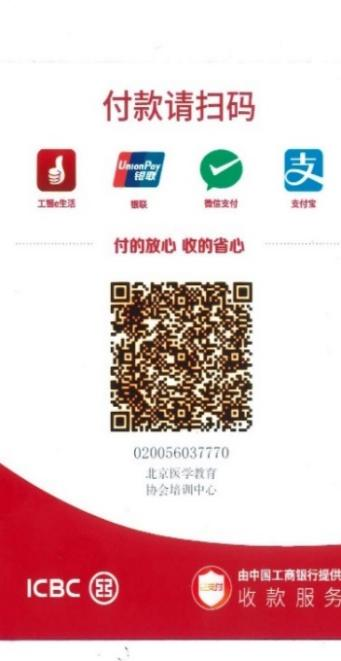 付款请扫码
工银e生活
UnionPay
银联
银联
微信支付
支付宝
付的放心 收的省心
020056037770
北京医学教育
协会培训中心
ICBC
由中国工商银行提供
收款服务